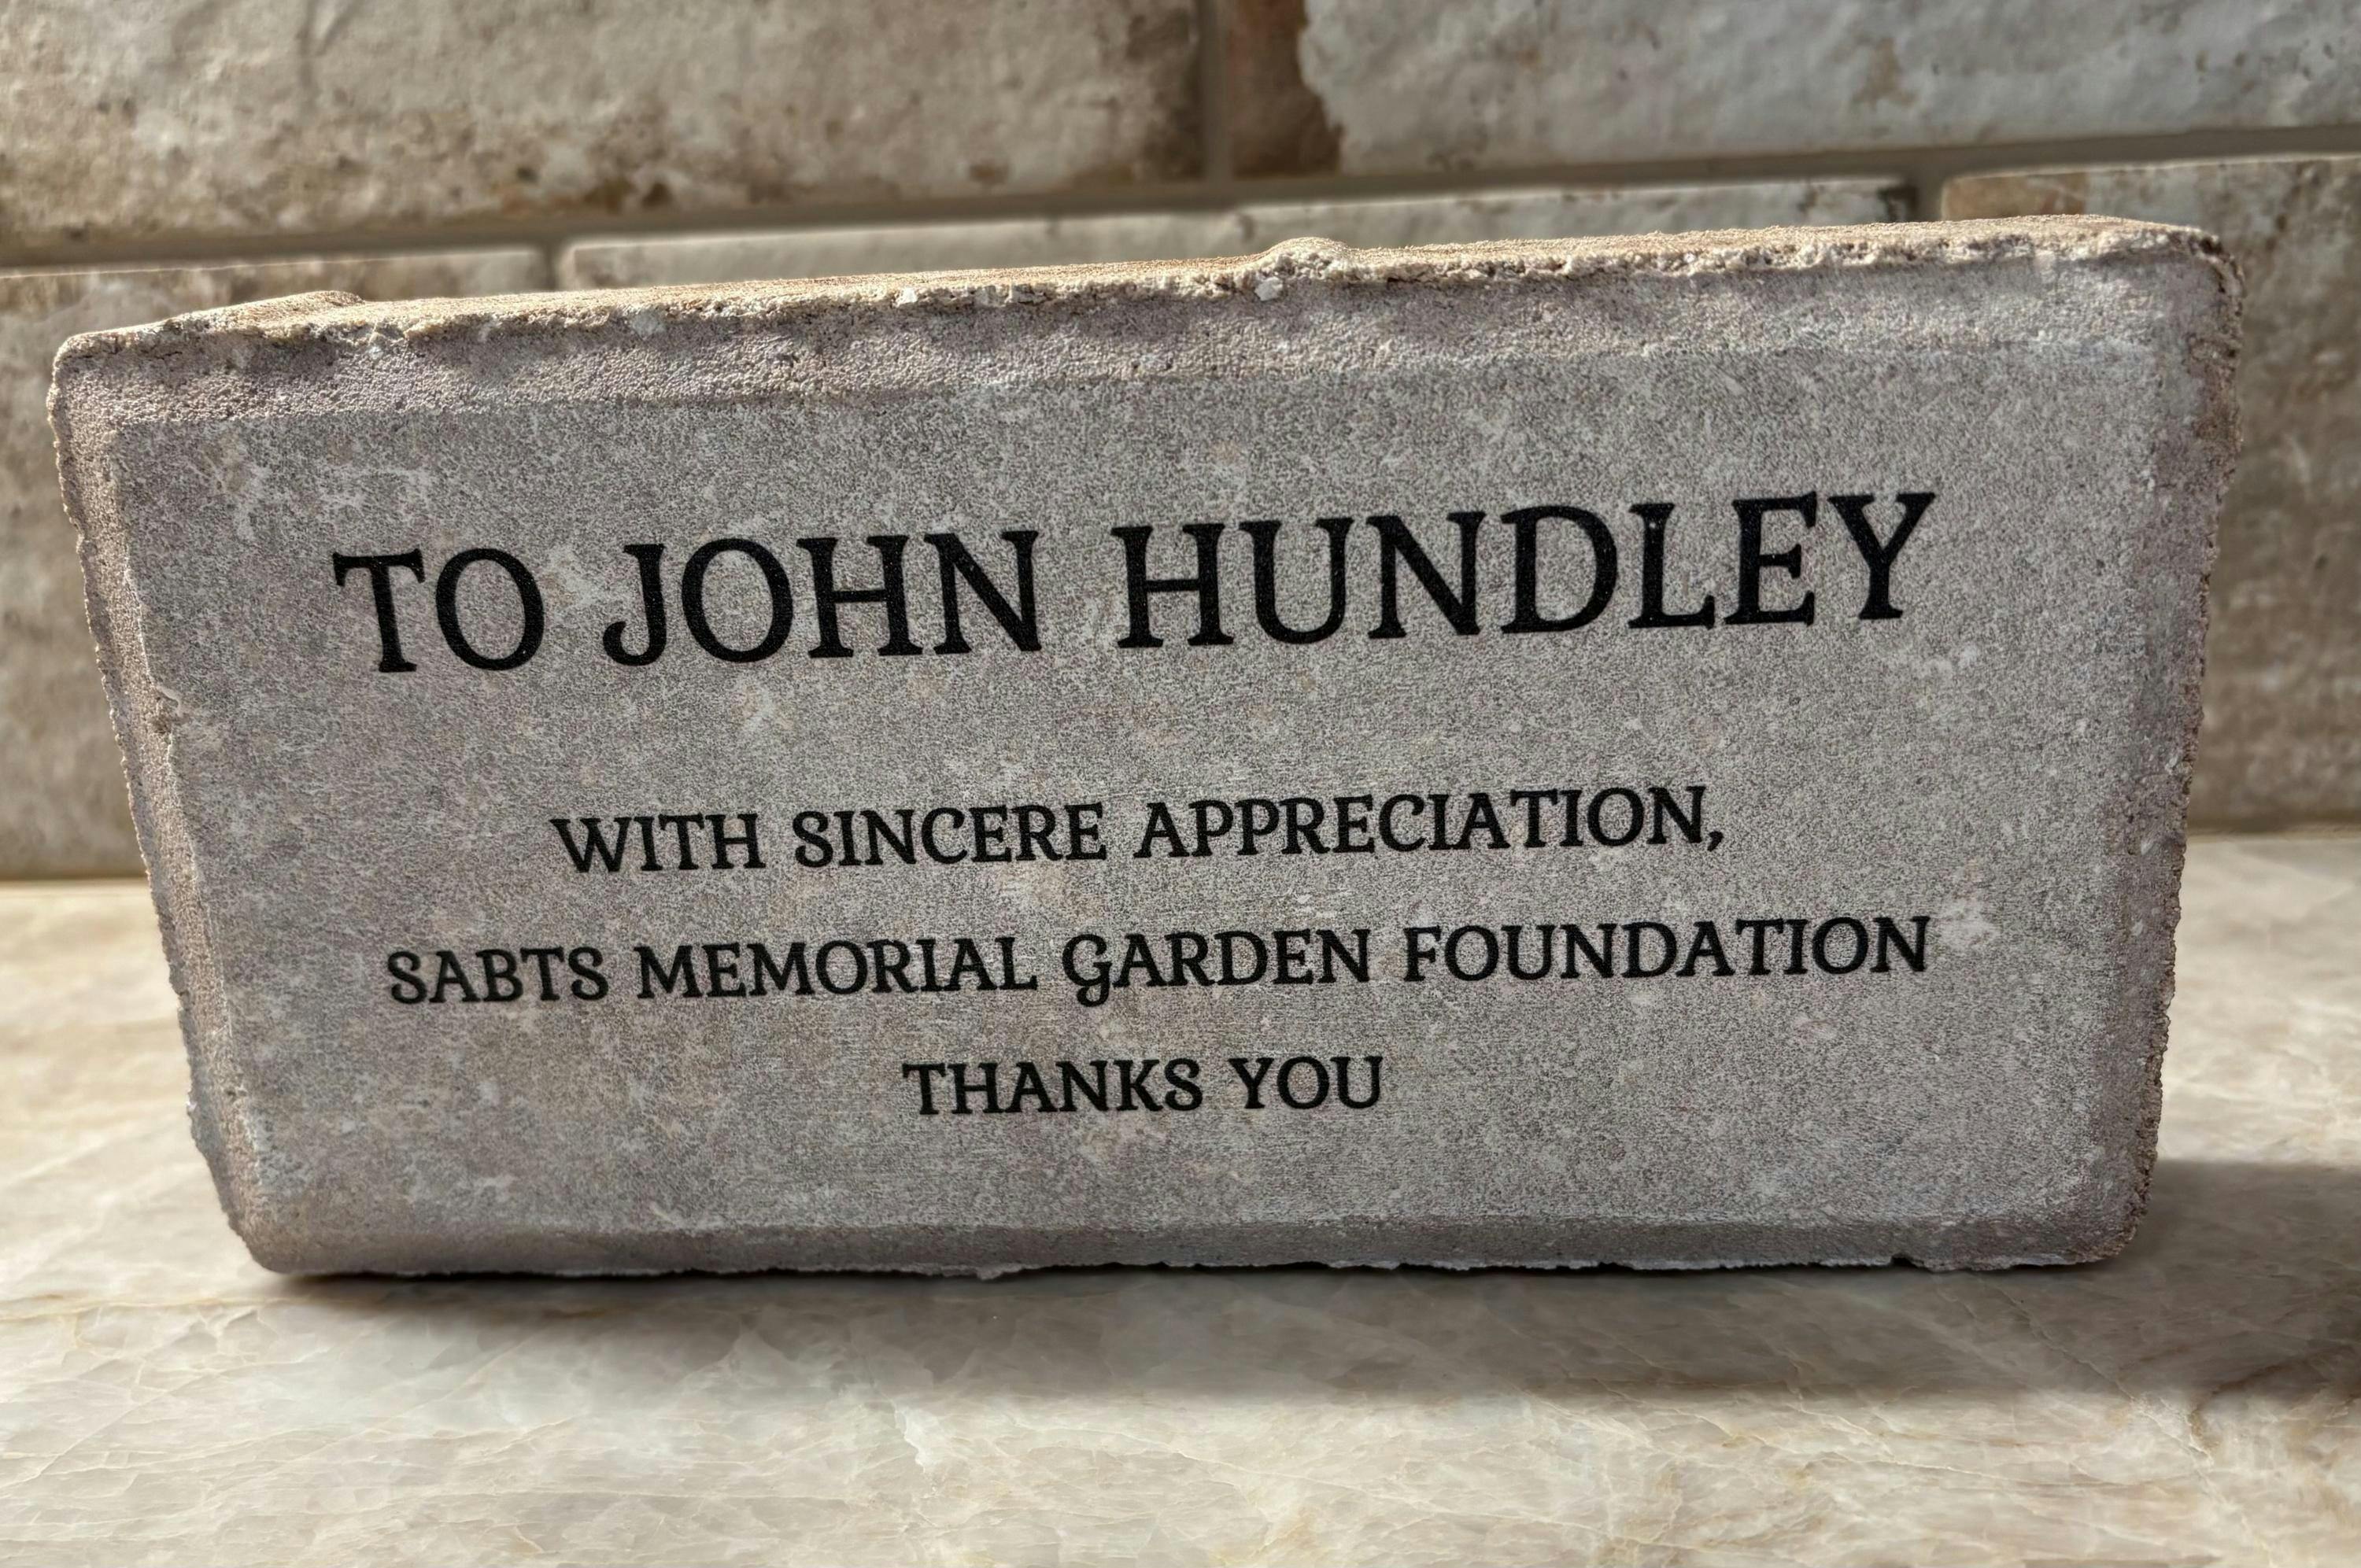 TO JOHN HUNDLEY
WITH SINCERE APPRECIATION,
SABTS MEMORIAL GARDEN FOUNDATION
THANKS YOU